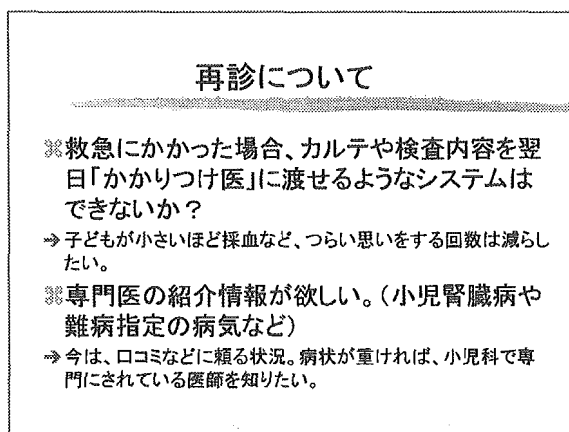 再診について
⌘救急にかかった場合、カルテや検査内容を翌
日「かかりつけ医」に渡せるようなシステムは
できないか？
→子どもが小さいほど採血など、つらい思いをする回数は減らし
たい。
⌘専門医の紹介情報が欲しい。（小児腎臓病や
難病指定の病気など）
→今は、口コミなどに頼る状況。病状が重ければ、小児科で専
門にされている医師を知りたい。